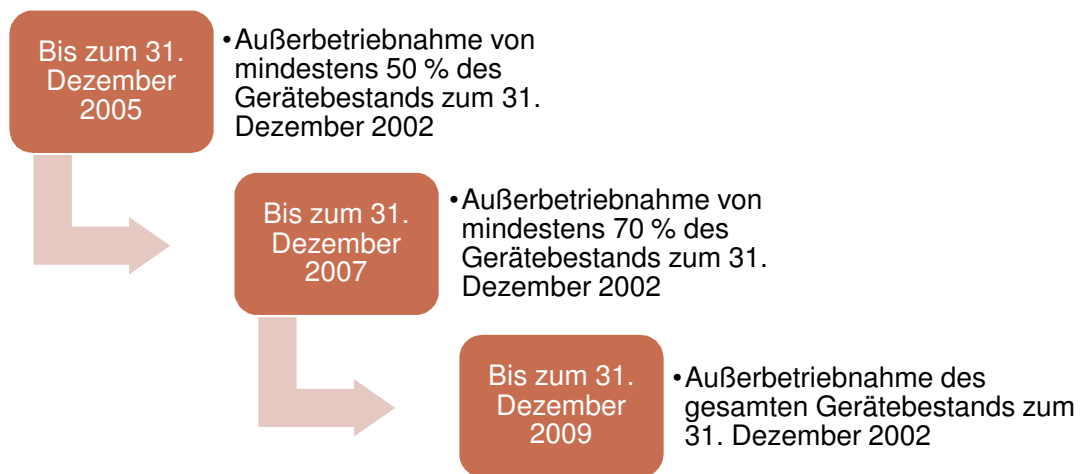 Bis zum 31.
Dezember
2005
•Außerbetriebnahme von
mindestens 50 % des
Gerätebestands zum 31.
Dezember 2002
Bis zum 31.
Dezember
2007
•Außerbetriebnahme von
mindestens 70 % des
Gerätebestands zum 31.
Dezember 2002
Bis zum 31.
Dezember
2009
•Außerbetriebnahme des
gesamten Gerätebestands zum
31. Dezember 2002